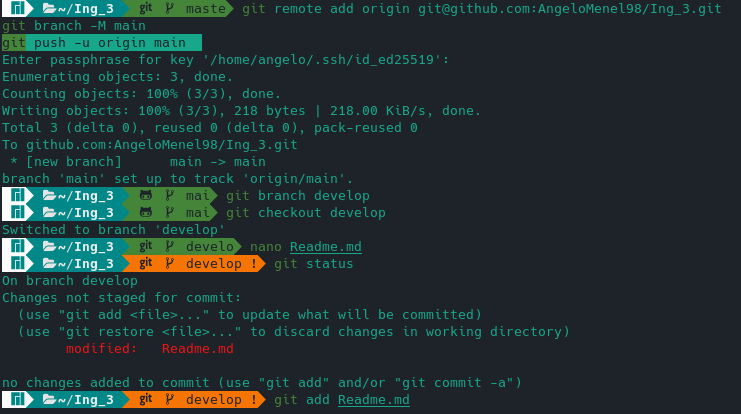 ~/Ing_3 git maste git remote add origin git@github.com:AngeloMenel98/Ing_3.git
git branch -M main
git push -u origin main
Enter passphrase for key '/home/angelo/.ssh/id_ed25519':
Enumerating objects: 3, done.
Counting objects: 100% (3/3), done.
Writing objects: 100% (3/3), 218 bytes | 218.00 KiB/s, done.
Total 3 (delta 0), reused 0 (delta 0), pack-reused 0
To github.com:AngeloMenel98/Ing_3.git
 * [new branch]      main -> main
branch 'main' set up to track 'origin/main'.
~/Ing_3 mai git branch develop
~/Ing_3 mai git checkout develop
Switched to branch 'develop'
~/Ing_3 git develo nano Readme.md
~/Ing_3 git develop ! git status
On branch develop
Changes not staged for commit:
  (use "git add <file>..." to update what will be committed)
  (use "git restore <file>..." to discard changes in working directory)
        modified:   Readme.md
no changes added to commit (use "git add" and/or "git commit -a")
~/Ing_3 git develop ! git add Readme.md